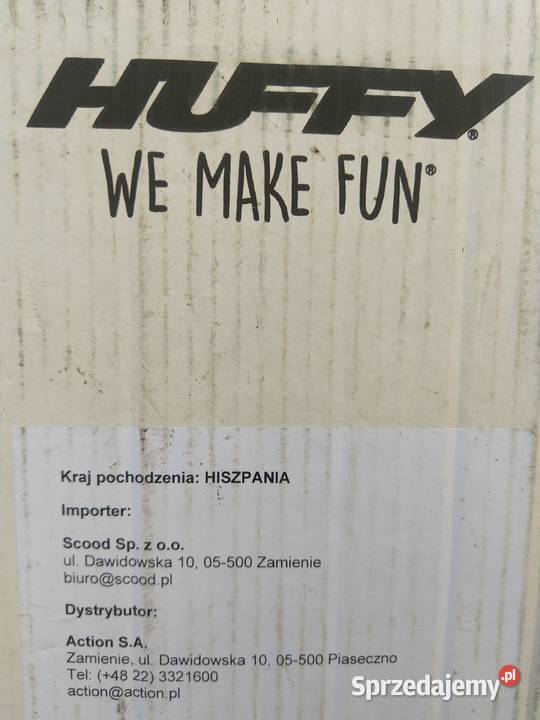 HUFFY®
WE MAKE FUN®
Kraj pochodzenia: HISZPANIA
Importer:
Scood Sp. z o.o.
ul. Dawidowska 10, 05-500 Zamienie
biuro@scood.pl
Dystrybutor:
Action S.A.
Zamienie, ul. Dawidowska 10, 05-500 Piaseczno
Tel: (+48 22) 3321600
action@action.pl
Sprzedajemy.pl